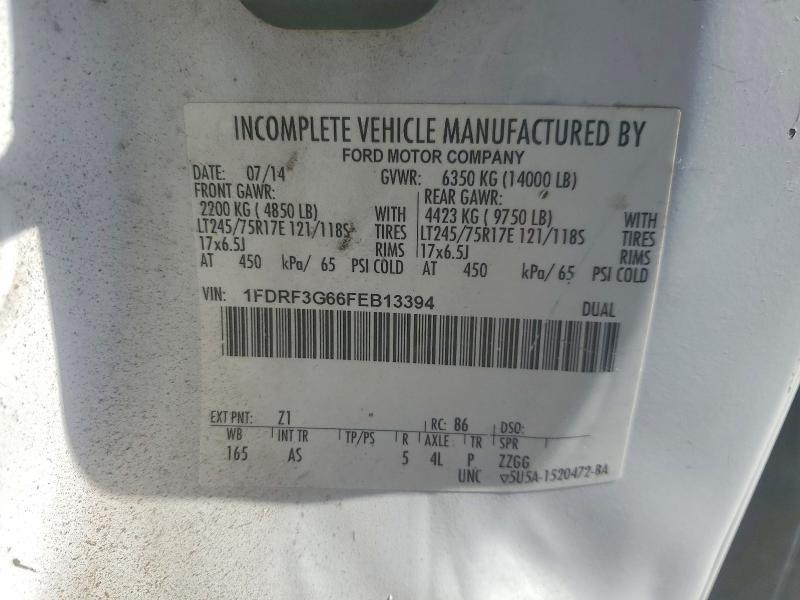 INCOMPLETE VEHICLE MANUFACTURED BY
FORD MOTOR COMPANY
DATE: 07/14 GVWR: 6350 KG (14000 LB)
FRONT GAWR: REAR GAWR:
2200 KG ( 4850 LB) WITH 4423 KG ( 9750 LB) WITH
LT245/75R17E 121/118S TIRES LT245/75R17E 121/118S TIRES
17x6.5J RIMS 17x6.5J RIMS
AT 450 kPa/ 65 PSI COLD AT 450 kPa/ 65 PSI COLD
VIN: 1FDRF3G66FEB13394 DUAL
EXT PNT: Z1 RC: 86 DSO:
WB INT TR TP/PS R AXLE TR SPR
165 AS 5 4L P ZZGG
UNC ▽5U5A-1520472-BA